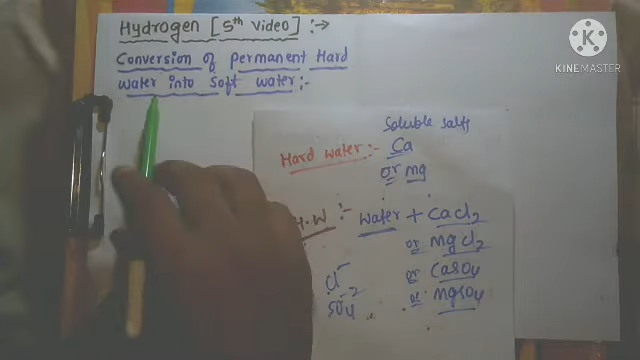 Hydrogen [5th Video] :→
Conversion of permanent Hard
Water into Soft water:-
Soluble salts
Hard water:- Ca
or mg
H.W :- Water + CaCl2
or MgCl2
Cl- or CaSO4
SO4-2 or MgSO4
KINEMASTER